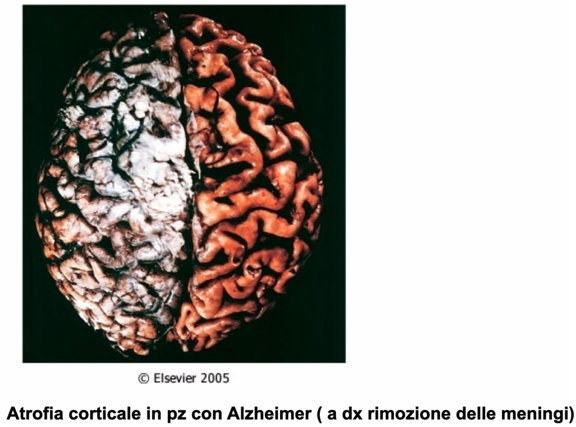 © Elsevier 2005
Atrofia corticale in pz con Alzheimer ( a dx rimozione delle meningi)